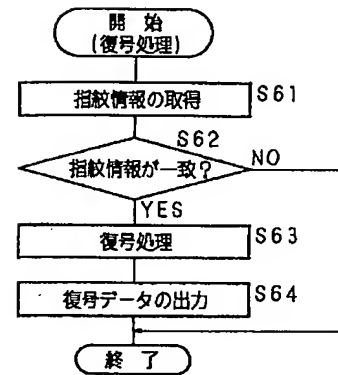 開 始
(復号処理)
指紋情報の取得 S61
S62
指紋情報が一致? NO
YES
復号処理 S63
復号データの出力 S64
終 了